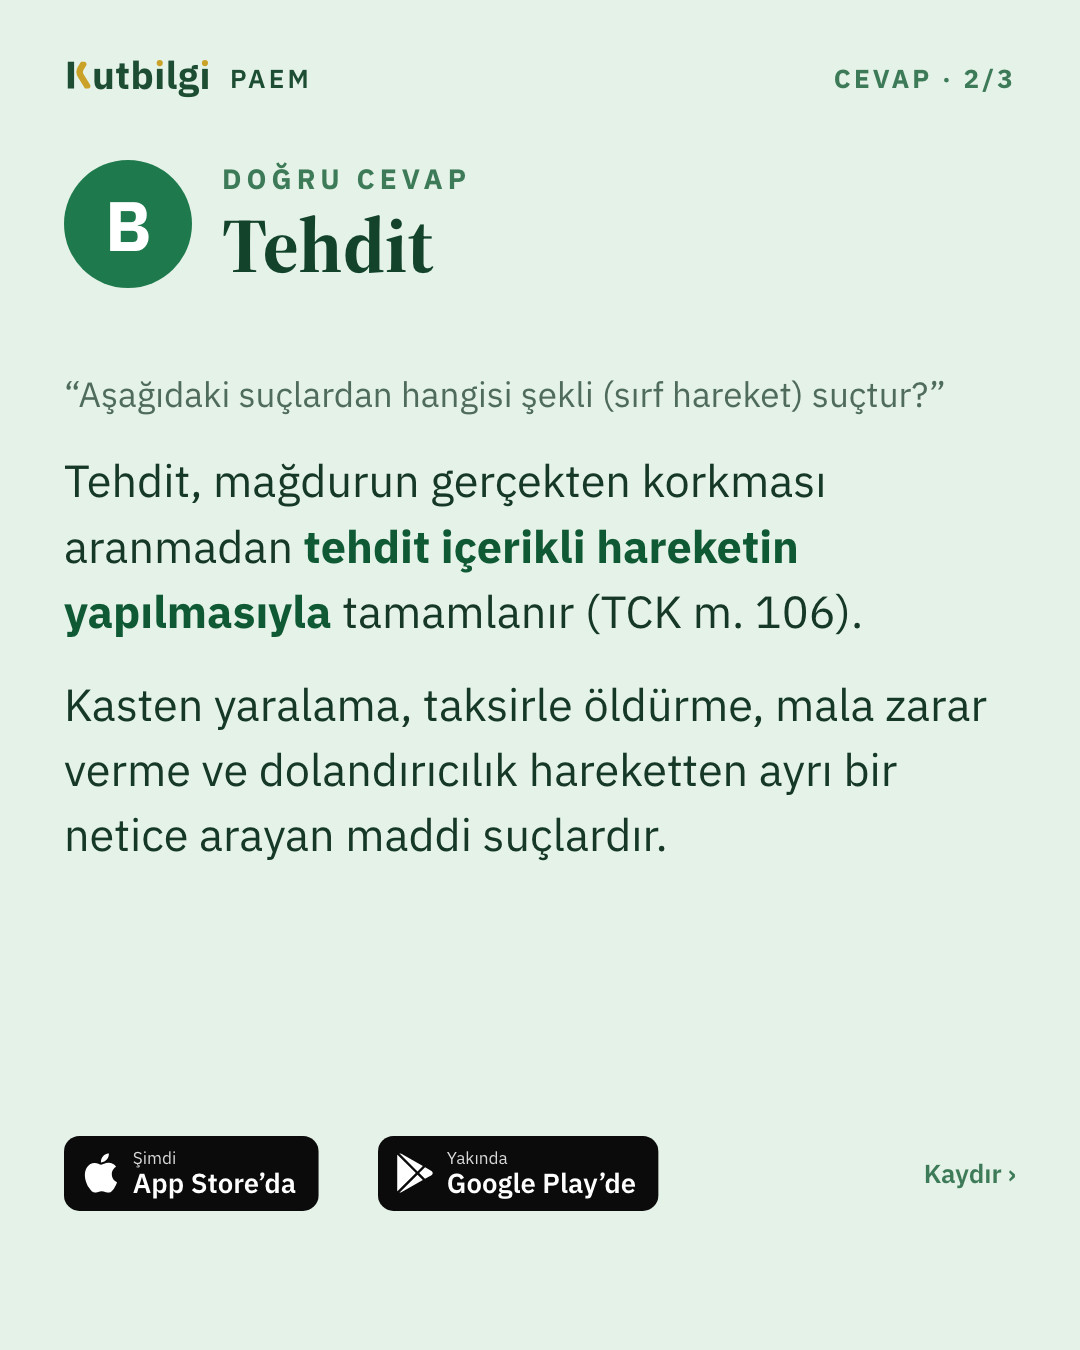 Kutbilgi PAEM
CEVAP · 2/3
B
DOĞRU CEVAP
Tehdit
“Aşağıdaki suçlardan hangisi şekli (sırf hareket) suçtur?”
Tehdit, mağdurun gerçekten korkması
aranmadan tehdit içerikli hareketin
yapılmasıyla tamamlanır (TCK m. 106).
Kasten yaralama, taksirle öldürme, mala zarar
verme ve dolandırıcılık hareketten ayrı bir
netice arayan maddi suçlardır.
Şimdi
App Store’da
Yakında
Google Play’de
Kaydır ›